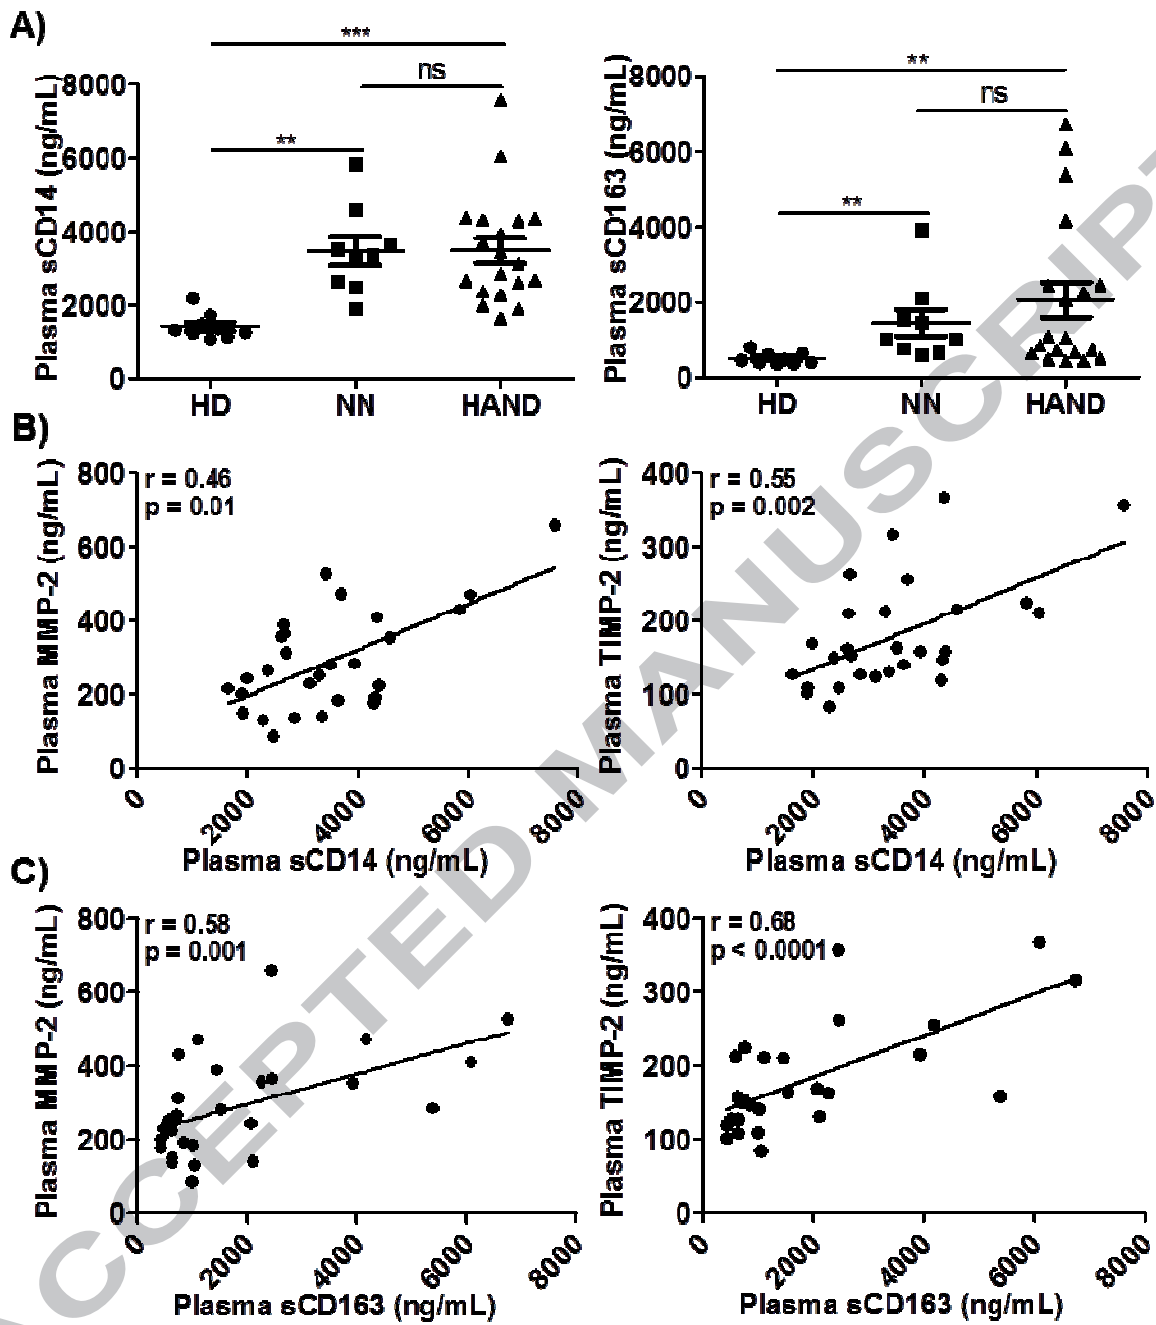 A)
***
ns
**
Plasma sCD14 (ng/mL)
8000
6000
4000
2000
0
HD NN HAND
**
ns
**
Plasma sCD163 (ng/mL)
8000
6000
4000
2000
0
HD NN HAND
B)
r = 0.46
p = 0.01
Plasma MMP-2 (ng/mL)
800
600
400
200
0
0 2000 4000 6000 8000
Plasma sCD14 (ng/mL)
r = 0.55
p = 0.002
Plasma TIMP-2 (ng/mL)
400
300
200
100
0
0 2000 4000 6000 8000
Plasma sCD14 (ng/mL)
C)
r = 0.58
p = 0.001
Plasma MMP-2 (ng/mL)
800
600
400
200
0
0 2000 4000 6000 8000
Plasma sCD163 (ng/mL)
r = 0.68
p < 0.0001
Plasma TIMP-2 (ng/mL)
400
300
200
100
0
0 2000 4000 6000 8000
Plasma sCD163 (ng/mL)
ACCEPTED MANUSCRIPT